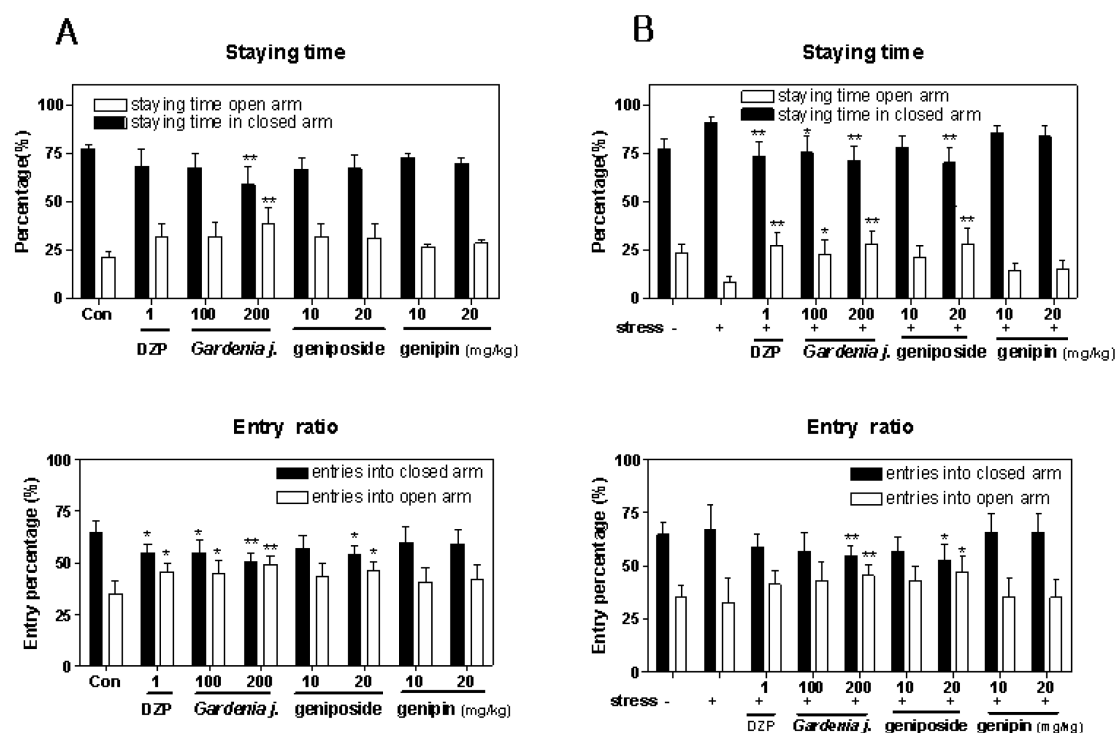 A
Staying time
staying time open arm
staying time in closed arm
Percentage(%)
100
75
50
25
0
**
**
Con 1 100 200 10 20 10 20
DZP Gardenia j. geniposide genipin (mg/kg)
Entry ratio
entries into closed arm
entries into open arm
Entry percentage (%)
100
75
50
25
0
* * * * ** ** * *
Con 1 100 200 10 20 10 20
DZP Gardenia j. geniposide genipin (mg/kg)
B
Staying time
staying time open arm
staying time in closed arm
Percentage(%)
100
75
50
25
0
** * ** **
** * ** **
1 100 200 10 20 10 20
stress - + + + + + + + +
DZP Gardenia j. geniposide genipin (mg/kg)
Entry ratio
entries into closed arm
entries into open arm
Entry percentage (%)
100
75
50
25
0
** ** * *
1 100 200 10 20 10 20
stress - + + + + + + + +
DZP Gardenia j. geniposide genipin (mg/kg)